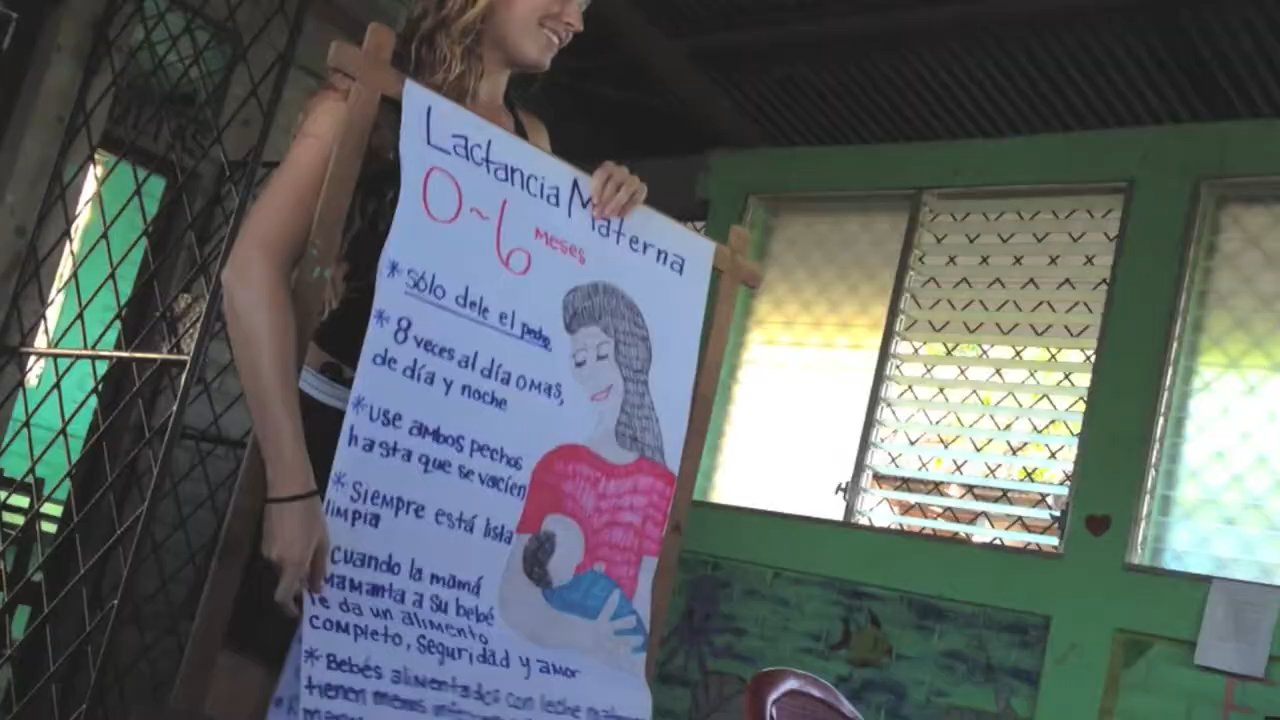 Lactancia Materna
0~6 meses
* sólo dele el pecho
* 8 veces al día o mas,
de día y noche
* use ambos pechos
hasta que se vacíen
* Siempre está lista
limpia
cuando la mamá
mamanta a su bebé
le da un alimento
completo, seguridad y amor
* Bebés alimentados con leche
tienen menos